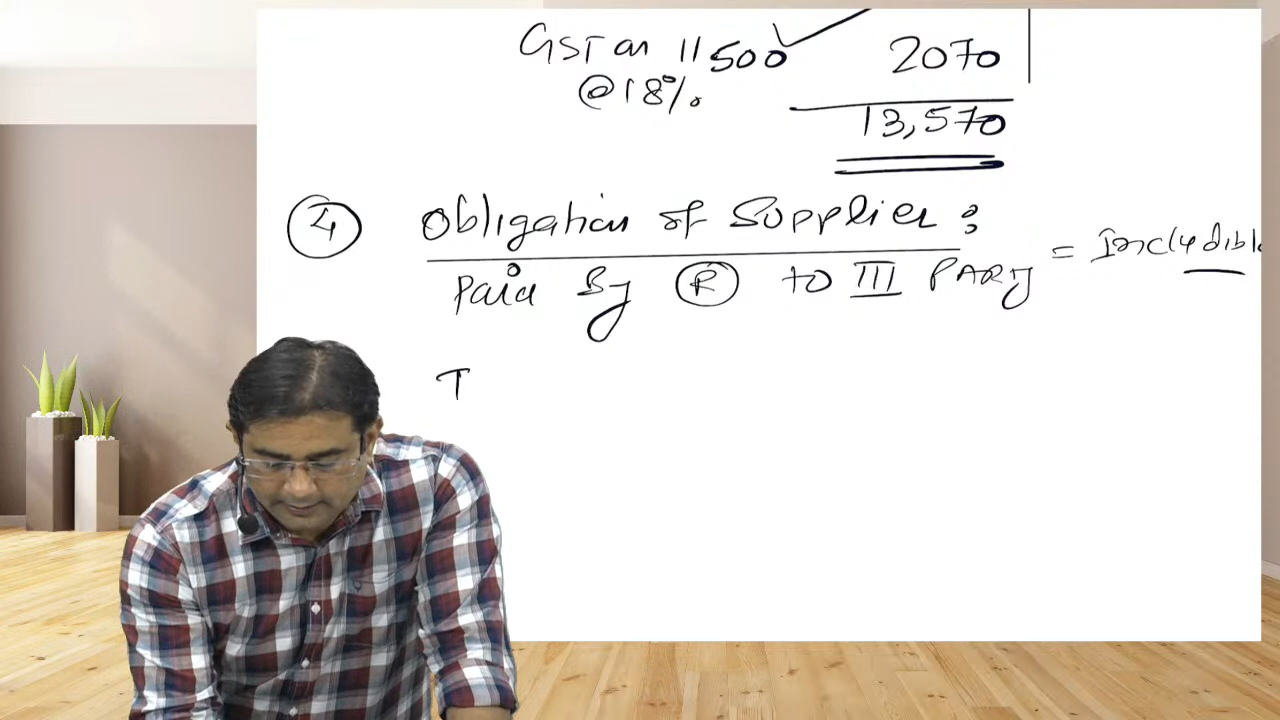 GST on 11500 2070
@18%
13,570
4 Obligation of Supplier : = Includible
Paid By R to III PARTY
T